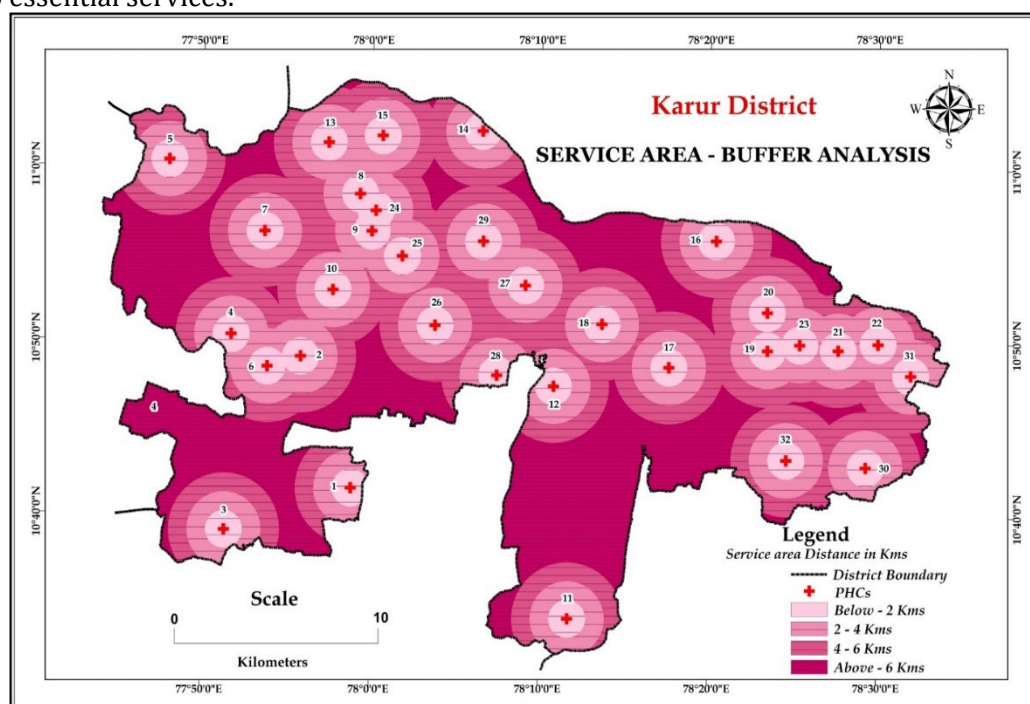 essential services.
77°50'0"E 78°0'0"E 78°10'0"E 78°20'0"E 78°30'0"E
Karur District
SERVICE AREA - BUFFER ANALYSIS
N
W E
S
11°0'0"N 11°0'0"N
10°50'0"N 10°50'0"N
10°40'0"N 10°40'0"N
5
13
15
14
8
24
7
9
29
25
16
10
27
4
26
18
20
23
21
22
2
6
28
17
19
31
12
4
32
30
1
3
11
Scale
0 10
Kilometers
Legend
Service area Distance in Kms
District Boundary
PHCs
Below - 2 Kms
2 - 4 Kms
4 - 6 Kms
Above - 6 Kms
77°50'0"E 78°0'0"E 78°10'0"E 78°20'0"E 78°30'0"E